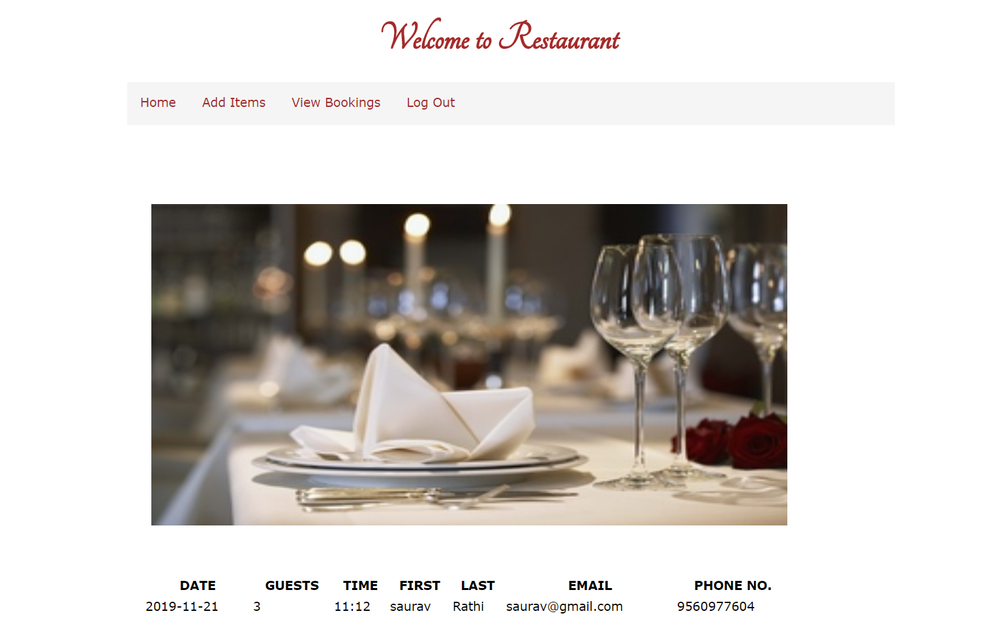 Welcome to Restaurant
Home Add Items View Bookings Log Out
DATE GUESTS TIME FIRST LAST EMAIL PHONE NO.
2019-11-21 3 11:12 saurav Rathi saurav@gmail.com 9560977604